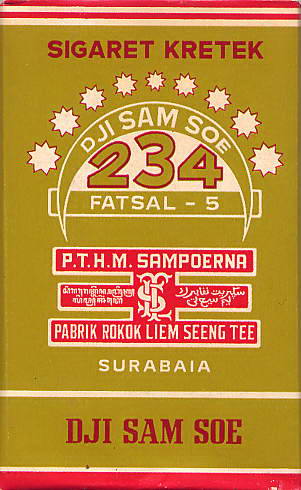 SIGARET KRETEK
DJI SAM SOE
234
FATSAL - 5
P.T.H.M. SAMPOERNA
PABRIK ROKOK LIEM SEENG TEE
SURABAIA
DJI SAM SOE